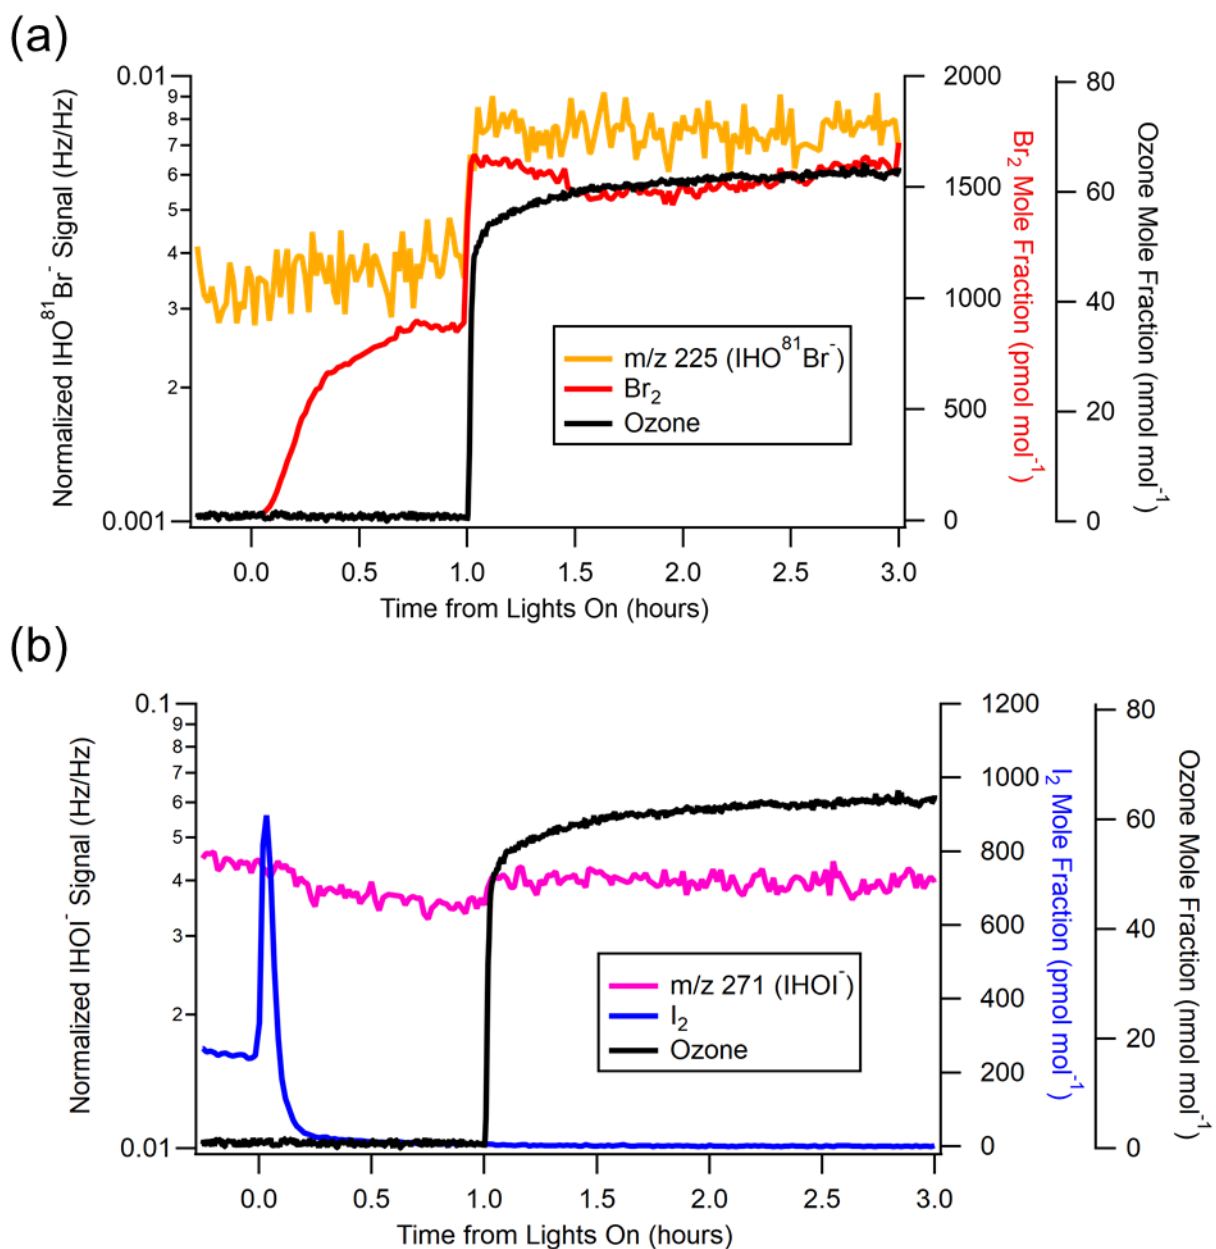 (a)
Normalized IHO⁸¹Br⁻ Signal (Hz/Hz)
0.01
9
8
7
6
5
4
3
2
0.001
2000
1500
1000
500
0
Br₂ Mole Fraction (pmol mol⁻¹)
80
60
40
20
0
Ozone Mole Fraction (nmol mol⁻¹)
m/z 225 (IHO⁸¹Br⁻)
Br₂
Ozone
0.0 0.5 1.0 1.5 2.0 2.5 3.0
Time from Lights On (hours)
(b)
Normalized IHOI⁻ Signal (Hz/Hz)
0.1
9
8
7
6
5
4
3
2
0.01
1200
1000
800
600
400
200
0
I₂ Mole Fraction (pmol mol⁻¹)
80
60
40
20
0
Ozone Mole Fraction (nmol mol⁻¹)
m/z 271 (IHOI⁻)
I₂
Ozone
0.0 0.5 1.0 1.5 2.0 2.5 3.0
Time from Lights On (hours)